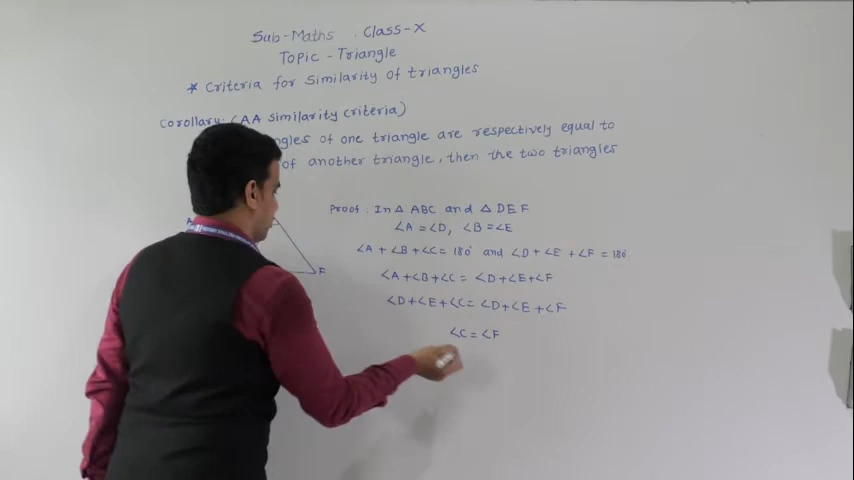 Sub-Maths . Class-X
Topic - Triangle
* Criteria for Similarity of triangles
Corollary: (AA Similarity Criteria)
of one triangle are respectively equal to
of another triangle, then the two triangles
Proof: In △ ABC and △ DEF
∠A = ∠D, ∠B = ∠E
∠A + ∠B + ∠C = 180° and ∠D + ∠E + ∠F = 180°
∠A + ∠B + ∠C = ∠D + ∠E + ∠F
∠D + ∠E + ∠C = ∠D + ∠E + ∠F
F
∠C = ∠F